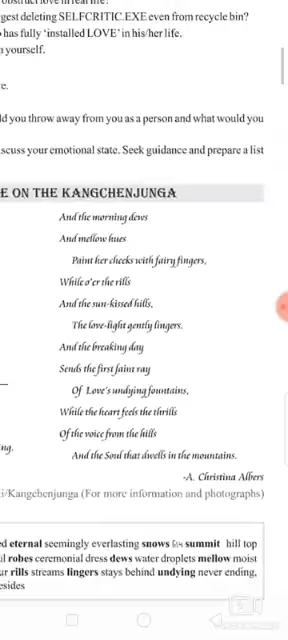 obstruct love in real life?
gest deleting SELFCRITIC.EXE even from recycle bin?
has fully 'installed LOVE' in his/her life.
n yourself.
e.
ld you throw away from you as a person and what would you
scuss your emotional state. Seek guidance and prepare a list
E ON THE KANGCHENJUNGA
And the morning dews
And mellow hues
Paint her cheeks with fairy fingers,
While o'er the rills
And the sun-kissed hills,
The love-light gently lingers.
And the breaking day
Sends the first faint ray
Of Love's undying fountains,
While the heart feels the thrills
Of the voice from the hills
ing.
And the Soul that dwells in the mountains.
-A. Christina Albers
i/Kangchenjunga (For more information and photographs)
ed eternal seemingly everlasting snows summit hill top
ul robes ceremonial dress dews water droplets mellow moist
ur rills streams lingers stays behind undying never ending,
esides